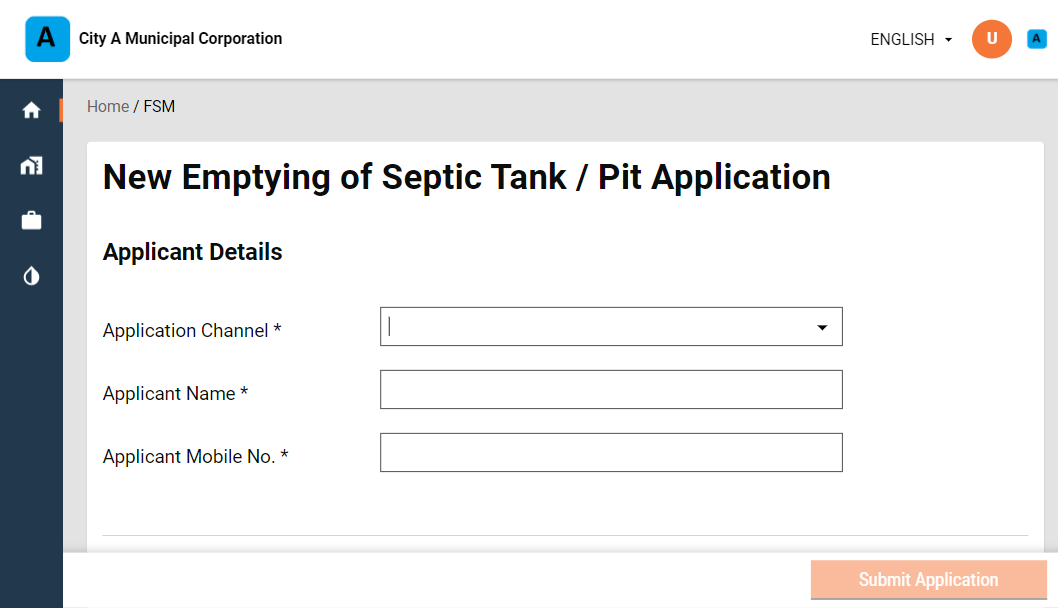 A City A Municipal Corporation ENGLISH U A
Home / FSM
New Emptying of Septic Tank / Pit Application
Applicant Details
Application Channel *
Applicant Name *
Applicant Mobile No. *
Submit Application